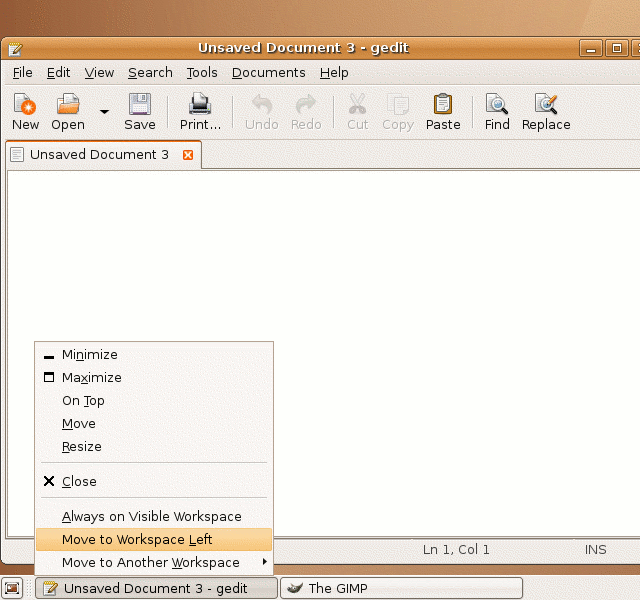 Unsaved Document 3 - gedit
File Edit View Search Tools Documents Help
New Open Save Print... Undo Redo Cut Copy Paste Find Replace
Unsaved Document 3
Minimize
Maximize
On Top
Move
Resize
Close
Always on Visible Workspace
Move to Workspace Left
Move to Another Workspace
Ln 1, Col 1 INS
Unsaved Document 3 - gedit The GIMP